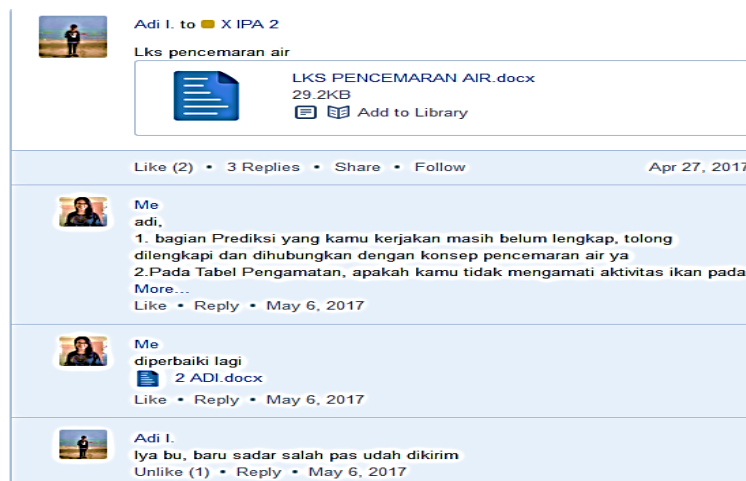 Adi I. to X IPA 2
Lks pencemaran air
LKS PENCEMARAN AIR.docx
29.2KB
Add to Library
Like (2) • 3 Replies • Share • Follow Apr 27, 2017
Me
adi,
1. bagian Prediksi yang kamu kerjakan masih belum lengkap, tolong
dilengkapi dan dihubungkan dengan konsep pencemaran air ya
2.Pada Tabel Pengamatan, apakah kamu tidak mengamati aktivitas ikan pada
More...
Like • Reply • May 6, 2017
Me
diperbaiki lagi
2 ADI.docx
Like • Reply • May 6, 2017
Adi I.
Iya bu, baru sadar salah pas udah dikirim
Unlike (1) • Reply • May 6, 2017